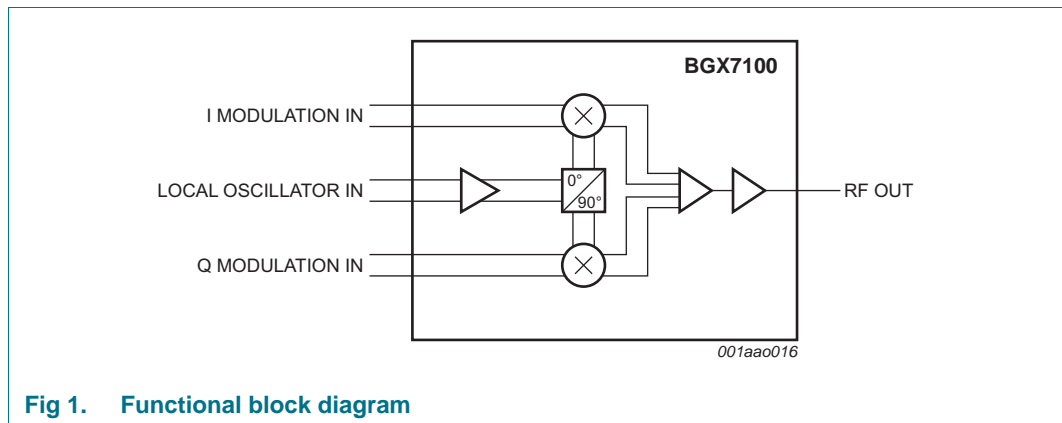 BGX7100
I MODULATION IN
LOCAL OSCILLATOR IN
0°
90°
RF OUT
Q MODULATION IN
001aao016
Fig 1. Functional block diagram